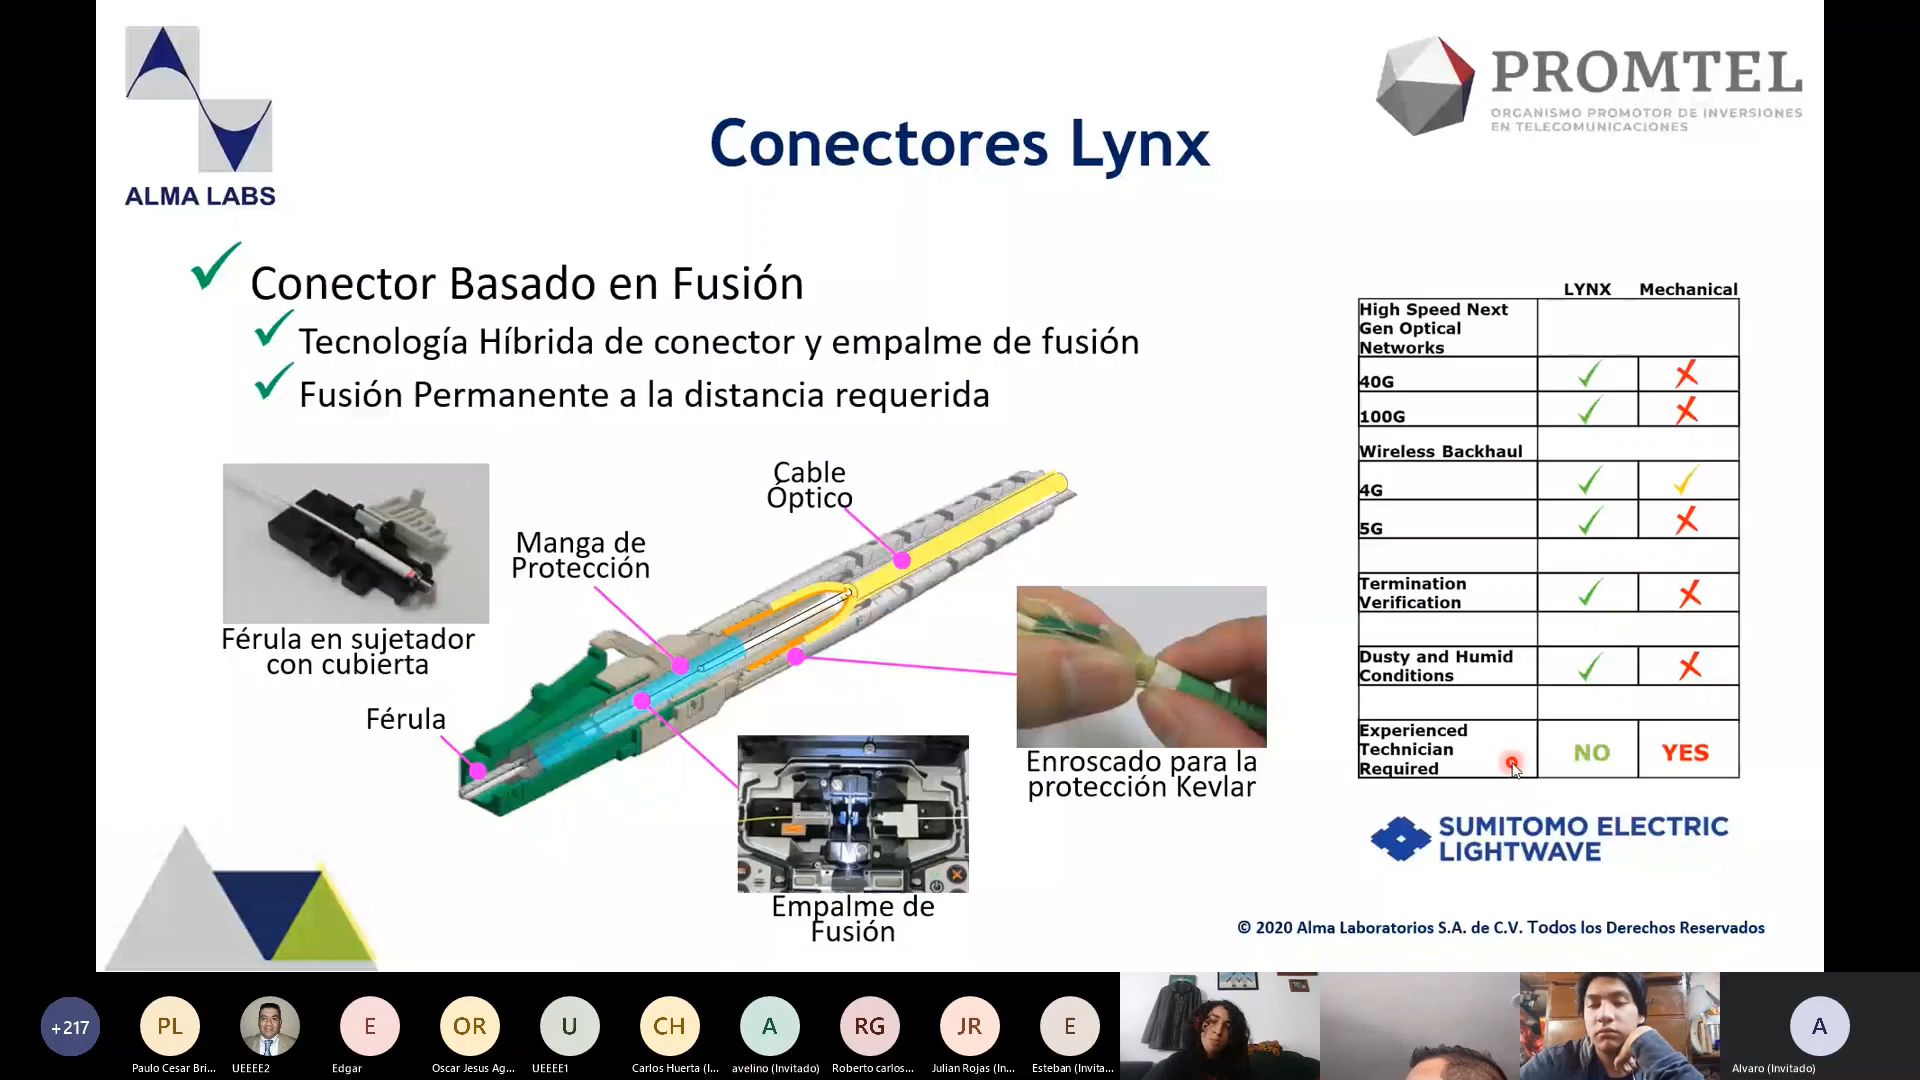 ALMA LABS
PROMTEL
ORGANISMO PROMOTOR DE INVERSIONES
EN TELECOMUNICACIONES
Conectores Lynx
Conector Basado en Fusión
Tecnología Híbrida de conector y empalme de fusión
Fusión Permanente a la distancia requerida
Férula en sujetador
con cubierta
Manga de
Protección
Cable
Óptico
Férula
Empalme de
Fusión
Enroscado para la
protección Kevlar
LYNX Mechanical
High Speed Next
Gen Optical
Networks
40G
100G
Wireless Backhaul
4G
5G
Termination
Verification
Dusty and Humid
Conditions
Experienced
Technician
Required
NO YES
SUMITOMO ELECTRIC
LIGHTWAVE
© 2020 Alma Laboratorios S.A. de C.V. Todos los Derechos Reservados
+217
PL
E
OR
U
CH
A
RG
JR
E
A
Paulo Cesar Bri...
UEEEE2
Edgar
Oscar Jesus Ag...
UEEEE1
Carlos Huerta (I...
avelino (Invitado)
Roberto carlos...
Julian Rojas (In...
Esteban (Invita...
Alvaro (Invitado)